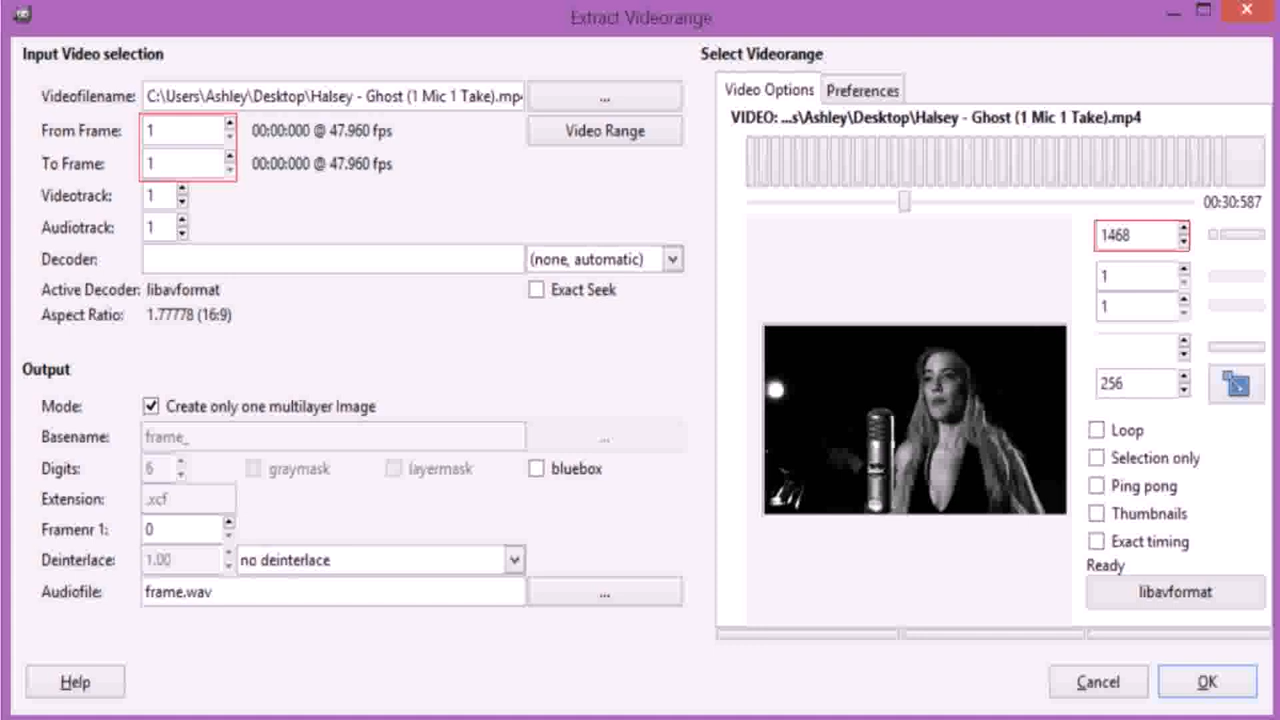 Extract Videorange
Input Video selection
Videofilename: C:\Users\Ashley\Desktop\Halsey - Ghost (1 Mic 1 Take).mp ...
From Frame: 1 00:00:000 @ 47.960 fps Video Range
To Frame: 1 00:00:000 @ 47.960 fps
Videotrack: 1
Audiotrack: 1
Decoder: (none, automatic)
Active Decoder: libavformat Exact Seek
Aspect Ratio: 1.77778 (16:9)
Output
Mode: Create only one multilayer Image
Basename: frame_ ...
Digits: 6 graymask layermask bluebox
Extension: .xcf
Framenr 1: 0
Deinterlace: 1.00 no deinterlace
Audiofile: frame.wav ...
Help
Select Videorange
Video Options Preferences
VIDEO: ...s\Ashley\Desktop\Halsey - Ghost (1 Mic 1 Take).mp4
00:30:587
1468
1
1
256
Loop
Selection only
Ping pong
Thumbnails
Exact timing
Ready
libavformat
Cancel OK